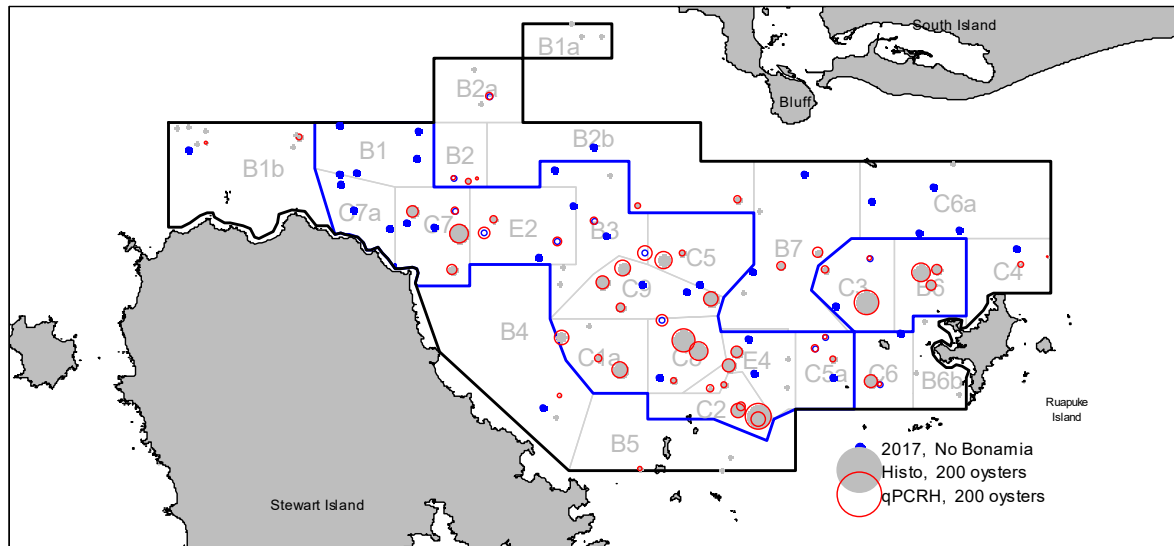 South Island
B1a
B2a
Bluff
B1
B2
B2b
B1b
C7a
C7
E2
B3
C5
B7
C6a
C4
C3
B6
C9
B4
C1a
C8
E4
C5a
C6
B6b
C2
B5
Ruapuke
Island
2017, No Bonamia
Histo, 200 oysters
qPCRH, 200 oysters
Stewart Island